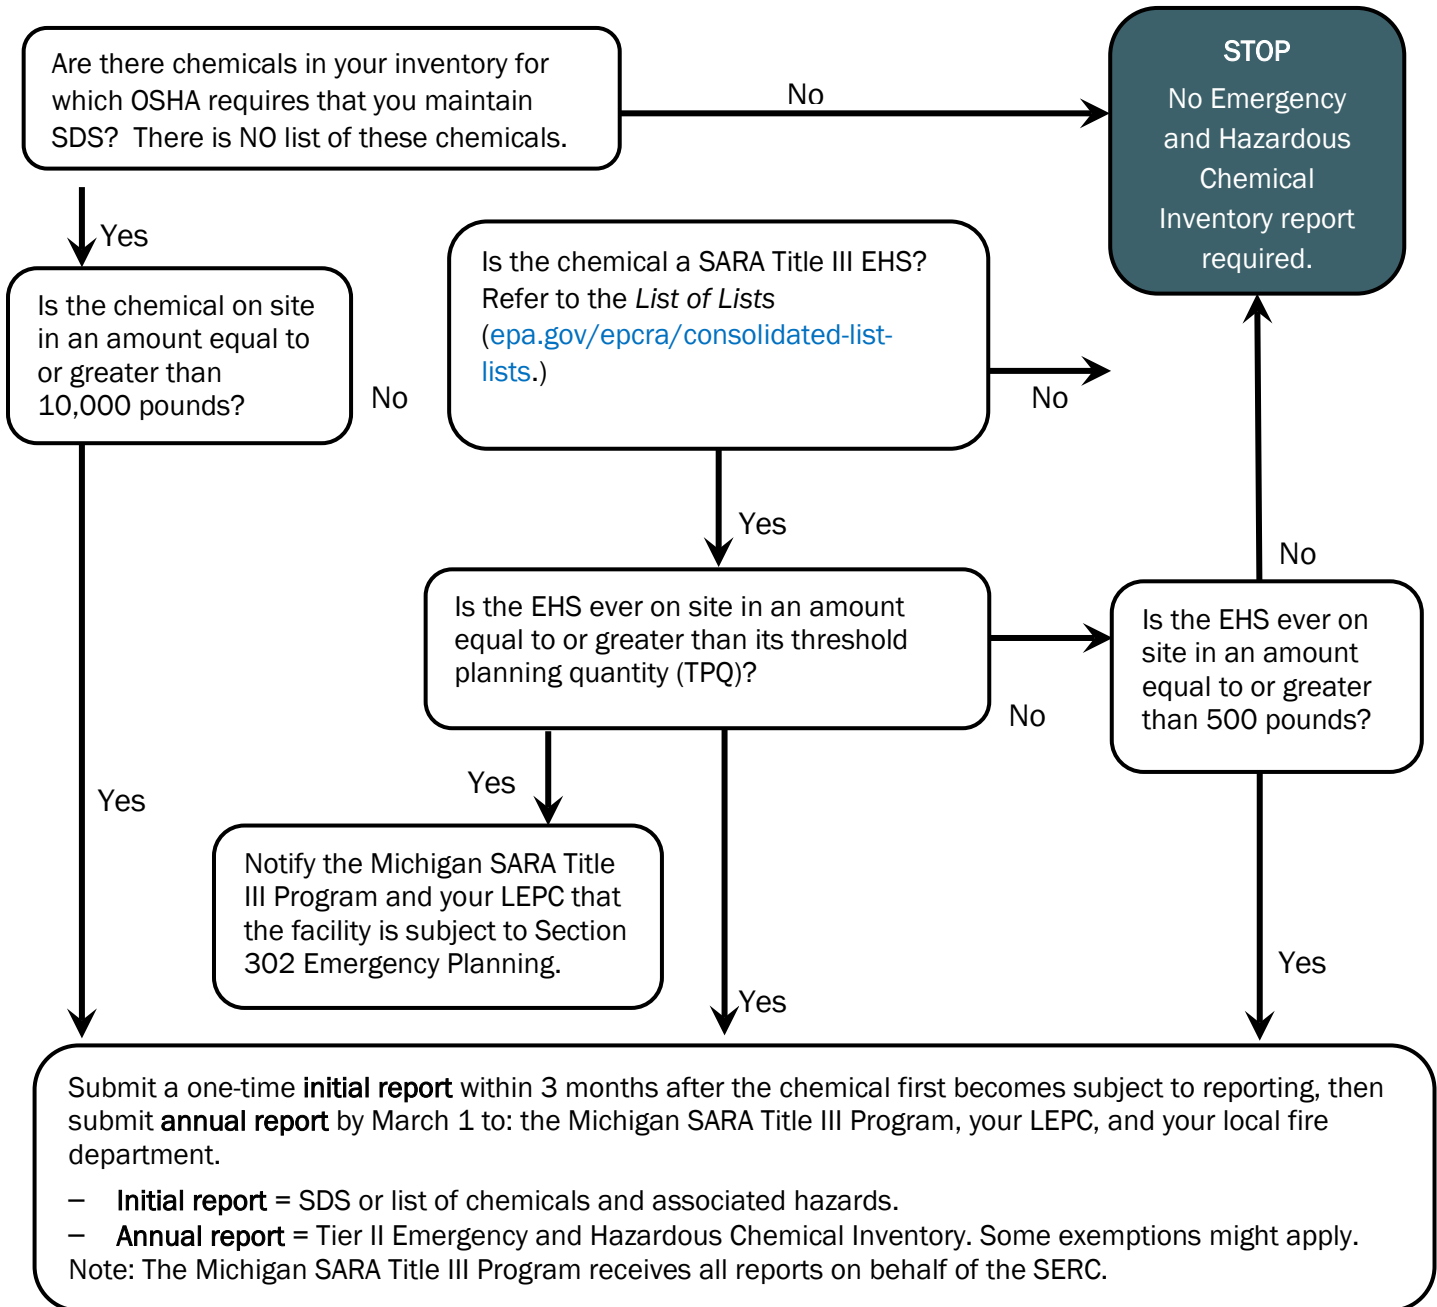 Are there chemicals in your inventory for
which OSHA requires that you maintain
SDS?  There is NO list of these chemicals.
No
STOP
No Emergency
and Hazardous
Chemical
Inventory report
required.
Yes
Is the chemical on site
in an amount equal to
or greater than
10,000 pounds?
No
Is the chemical a SARA Title III EHS?
Refer to the List of Lists
(epa.gov/epcra/consolidated-list-
lists.)
No
Yes
Is the EHS ever on site in an amount
equal to or greater than its threshold
planning quantity (TPQ)?
No
No
Is the EHS ever on
site in an amount
equal to or greater
than 500 pounds?
Yes
Yes
Notify the Michigan SARA Title
III Program and your LEPC that
the facility is subject to Section
302 Emergency Planning.
Yes
Yes
Submit a one-time initial report within 3 months after the chemical first becomes subject to reporting, then
submit annual report by March 1 to: the Michigan SARA Title III Program, your LEPC, and your local fire
department.
– Initial report = SDS or list of chemicals and associated hazards.
– Annual report = Tier II Emergency and Hazardous Chemical Inventory. Some exemptions might apply.
Note: The Michigan SARA Title III Program receives all reports on behalf of the SERC.